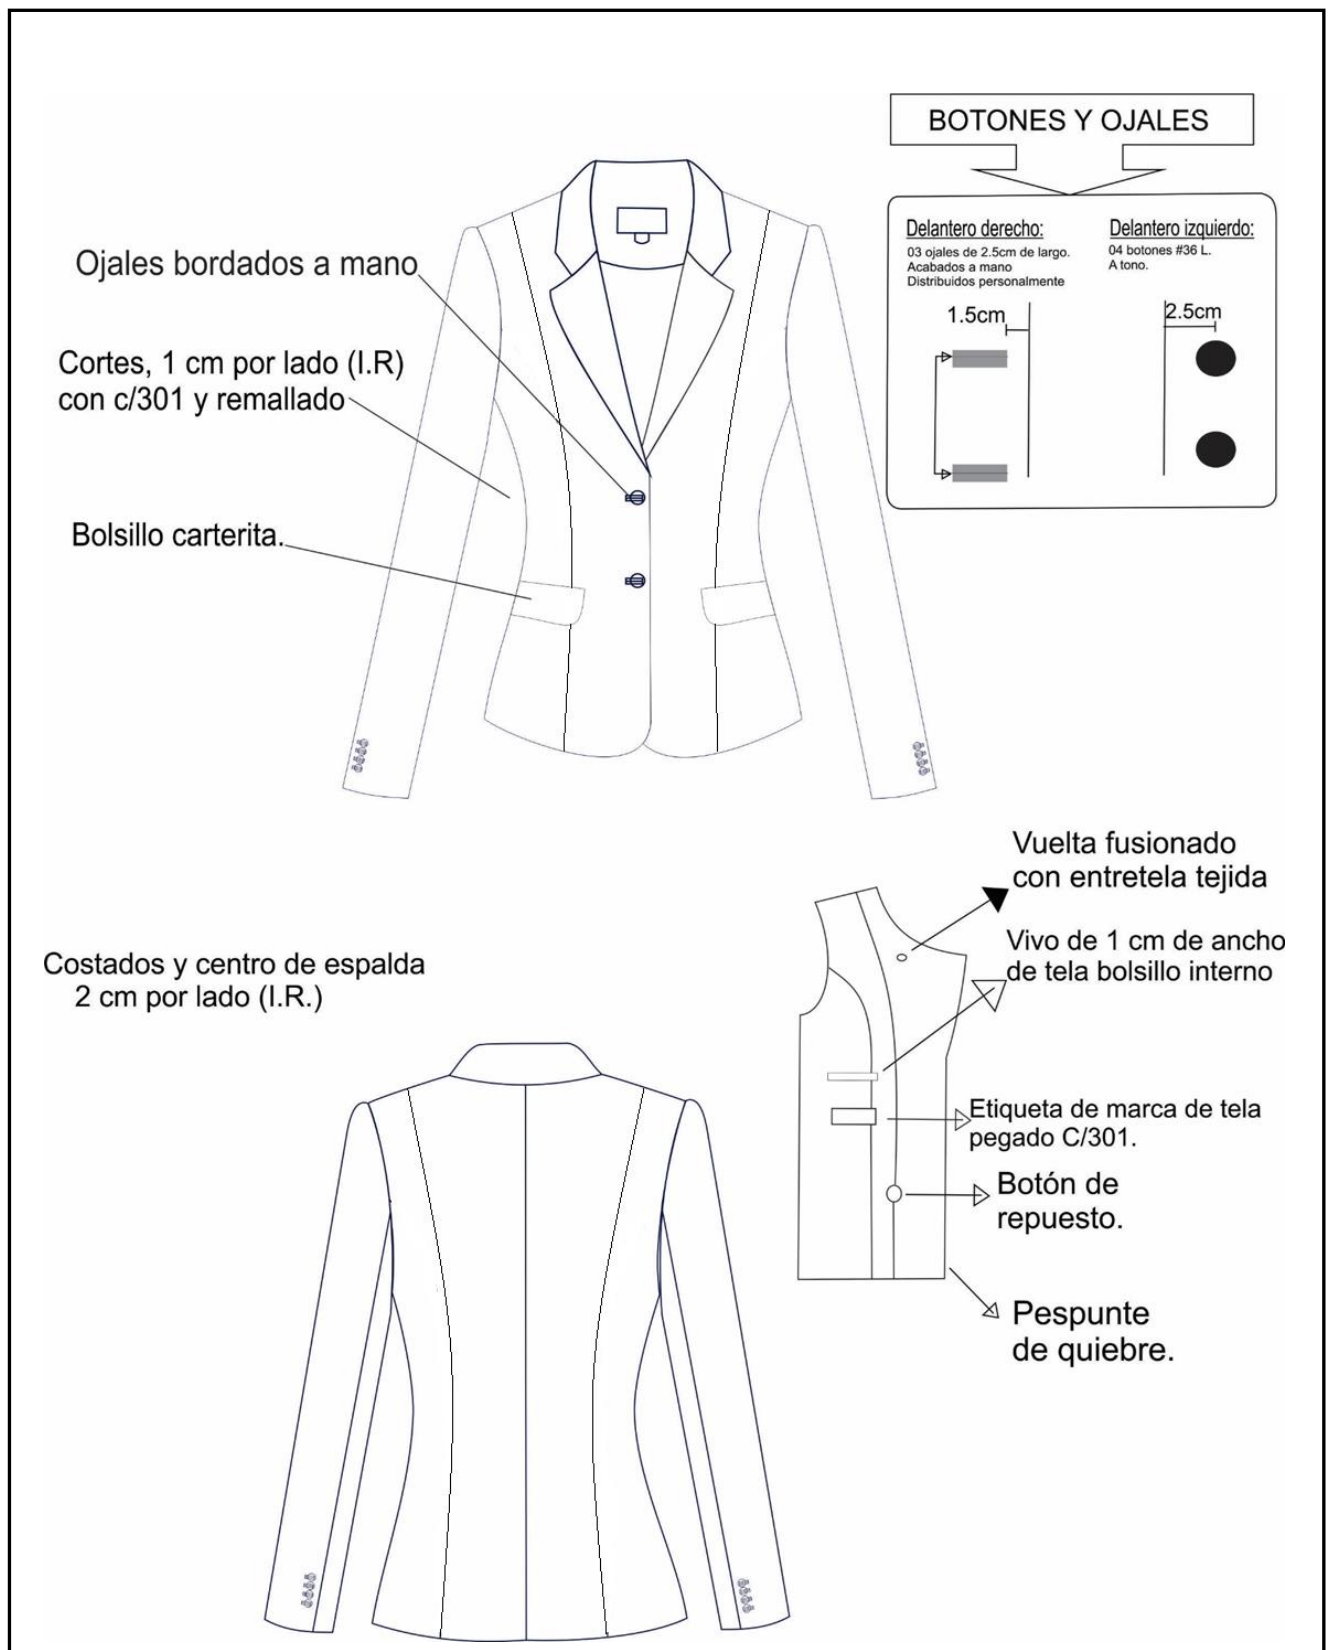 BOTONES Y OJALES
Delantero derecho:
03 ojales de 2.5cm de largo.
Acabados a mano
Distribuidos personalmente
1.5cm
Delantero izquierdo:
04 botones #36 L.
A tono.
2.5cm
Ojales bordados a mano
Cortes, 1 cm por lado (I.R)
con c/301 y remallado
Bolsillo carterita.
Vuelta fusionado
con entretela tejida
Vivo de 1 cm de ancho
de tela bolsillo interno
Etiqueta de marca de tela
pegado C/301.
Botón de
repuesto.
Pespunte
de quiebre.
Costados y centro de espalda
2 cm por lado (I.R.)